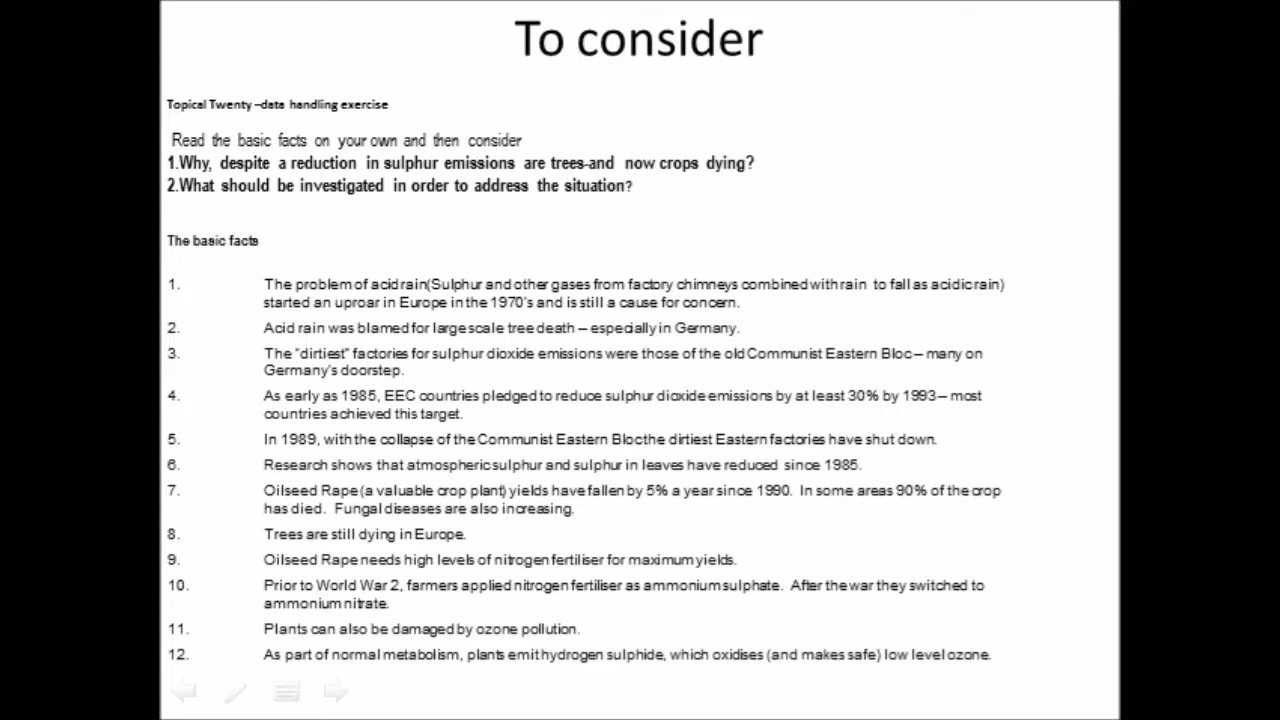 To consider
Topical Twenty –data handling exercise
Read the basic facts on your own and then consider
1.Why, despite a reduction in sulphur emissions are trees-and now crops dying?
2.What should be investigated in order to address the situation?
The basic facts
1. The problem of acid rain(Sulphur and other gases from factory chimneys combined with rain to fall as acidic rain)
started an uproar in Europe in the 1970's and is still a cause for concern.
2. Acid rain was blamed for large scale tree death – especially in Germany.
3. The "dirtiest" factories for sulphur dioxide emissions were those of the old Communist Eastern Bloc – many on
Germany's doorstep.
4. As early as 1985, EEC countries pledged to reduce sulphur dioxide emissions by at least 30% by 1993 – most
countries achieved this target.
5. In 1989, with the collapse of the Communist Eastern Bloc the dirtiest Eastern factories have shut down.
6. Research shows that atmospheric sulphur and sulphur in leaves have reduced since 1985.
7. Oilseed Rape (a valuable crop plant) yields have fallen by 5% a year since 1990. In some areas 90% of the crop
has died. Fungal diseases are also increasing.
8. Trees are still dying in Europe.
9. Oilseed Rape needs high levels of nitrogen fertiliser for maximum yields.
10. Prior to World War 2, farmers applied nitrogen fertiliser as ammonium sulphate. After the war they switched to
ammonium nitrate.
11. Plants can also be damaged by ozone pollution.
12. As part of normal metabolism, plants emit hydrogen sulphide, which oxidises (and makes safe) low level ozone.